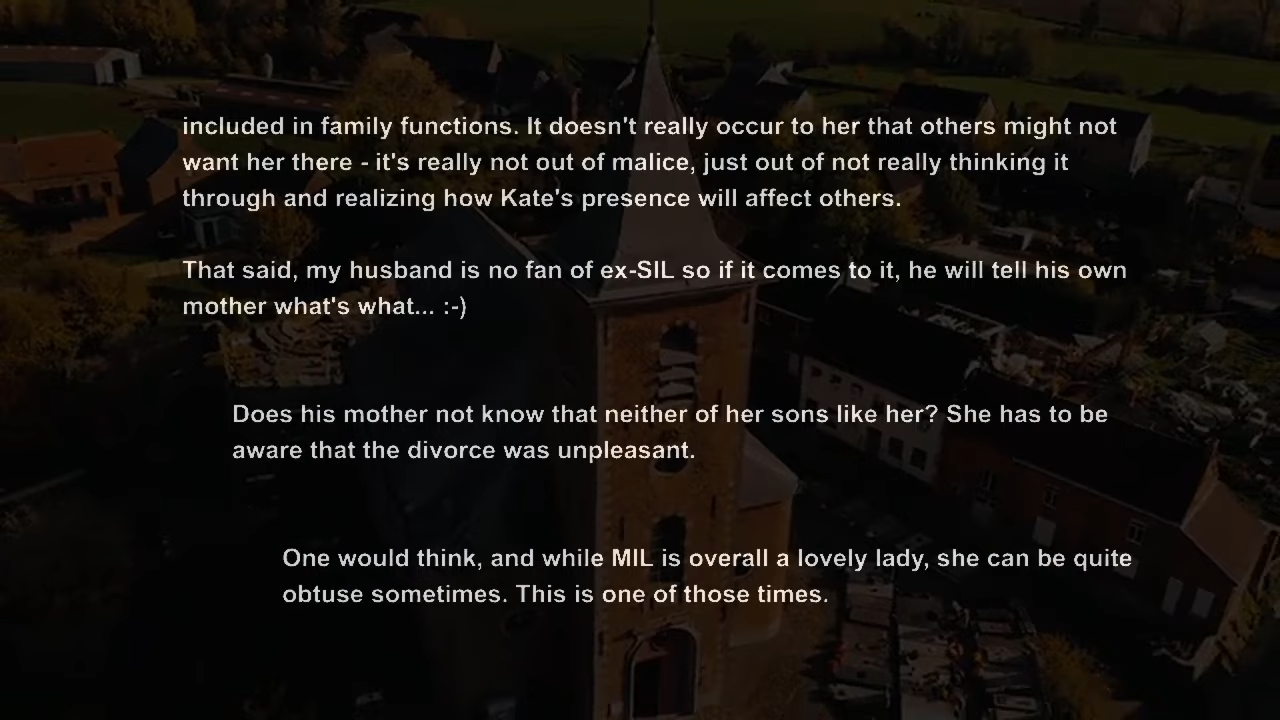 included in family functions. It doesn't really occur to her that others might not
want her there - it's really not out of malice, just out of not really thinking it
through and realizing how Kate's presence will affect others.
That said, my husband is no fan of ex-SIL so if it comes to it, he will tell his own
mother what's what... :-)
Does his mother not know that neither of her sons like her? She has to be
aware that the divorce was unpleasant.
One would think, and while MIL is overall a lovely lady, she can be quite
obtuse sometimes. This is one of those times.